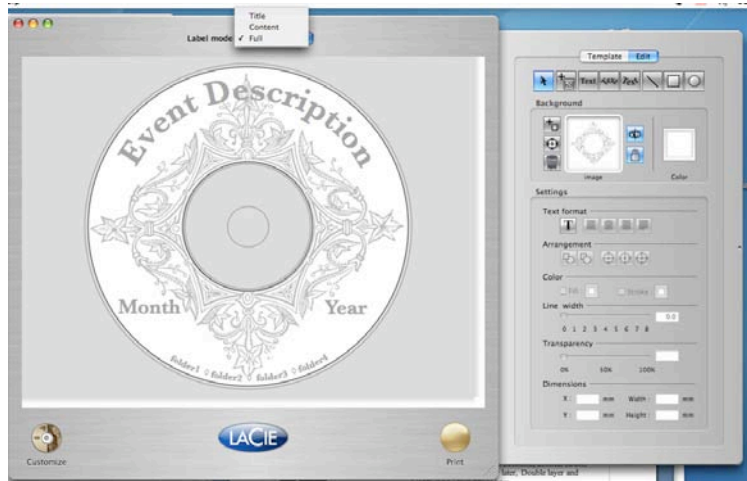 Title
Content
Label mode ✓ Full
Template Edit
Text
Background
image Color
Settings
Text format
T
Arrangement
Color
Fill Stroke
Line width
0.0
0 1 2 3 4 5 6 7 8
Transparency
0% 50% 100%
Dimensions
X: mm Width: mm
Y: mm Height: mm
Event Description
Month Year
folder1 ◊ folder2 ◊ folder3 ◊ folder4
Customize
LACIE
Print
later, Double layer and